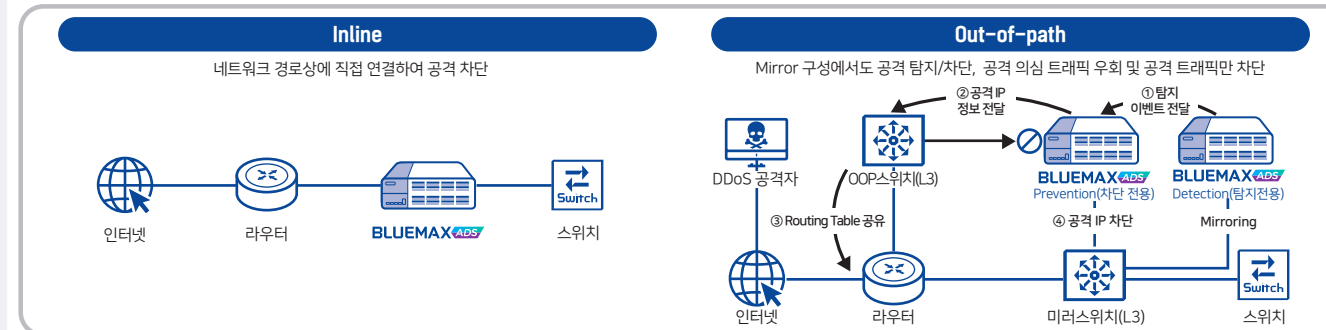 Inline
네트워크 경로상에 직접 연결하여 공격 차단
인터넷
라우터
BLUEMAX ADS
Switch
스위치
Out-of-path
Mirror 구성에서도 공격 탐지/차단, 공격 의심 트래픽 우회 및 공격 트래픽만 차단
② 공격 IP
정보 전달
① 탐지
이벤트 전달
DDoS 공격자
OOP스위치(L3)
BLUEMAX ADS
Prevention(차단 전용)
BLUEMAX ADS
Detection(탐지전용)
③ Routing Table 공유
④ 공격 IP 차단
Mirroring
인터넷
라우터
미러스위치(L3)
Switch
스위치